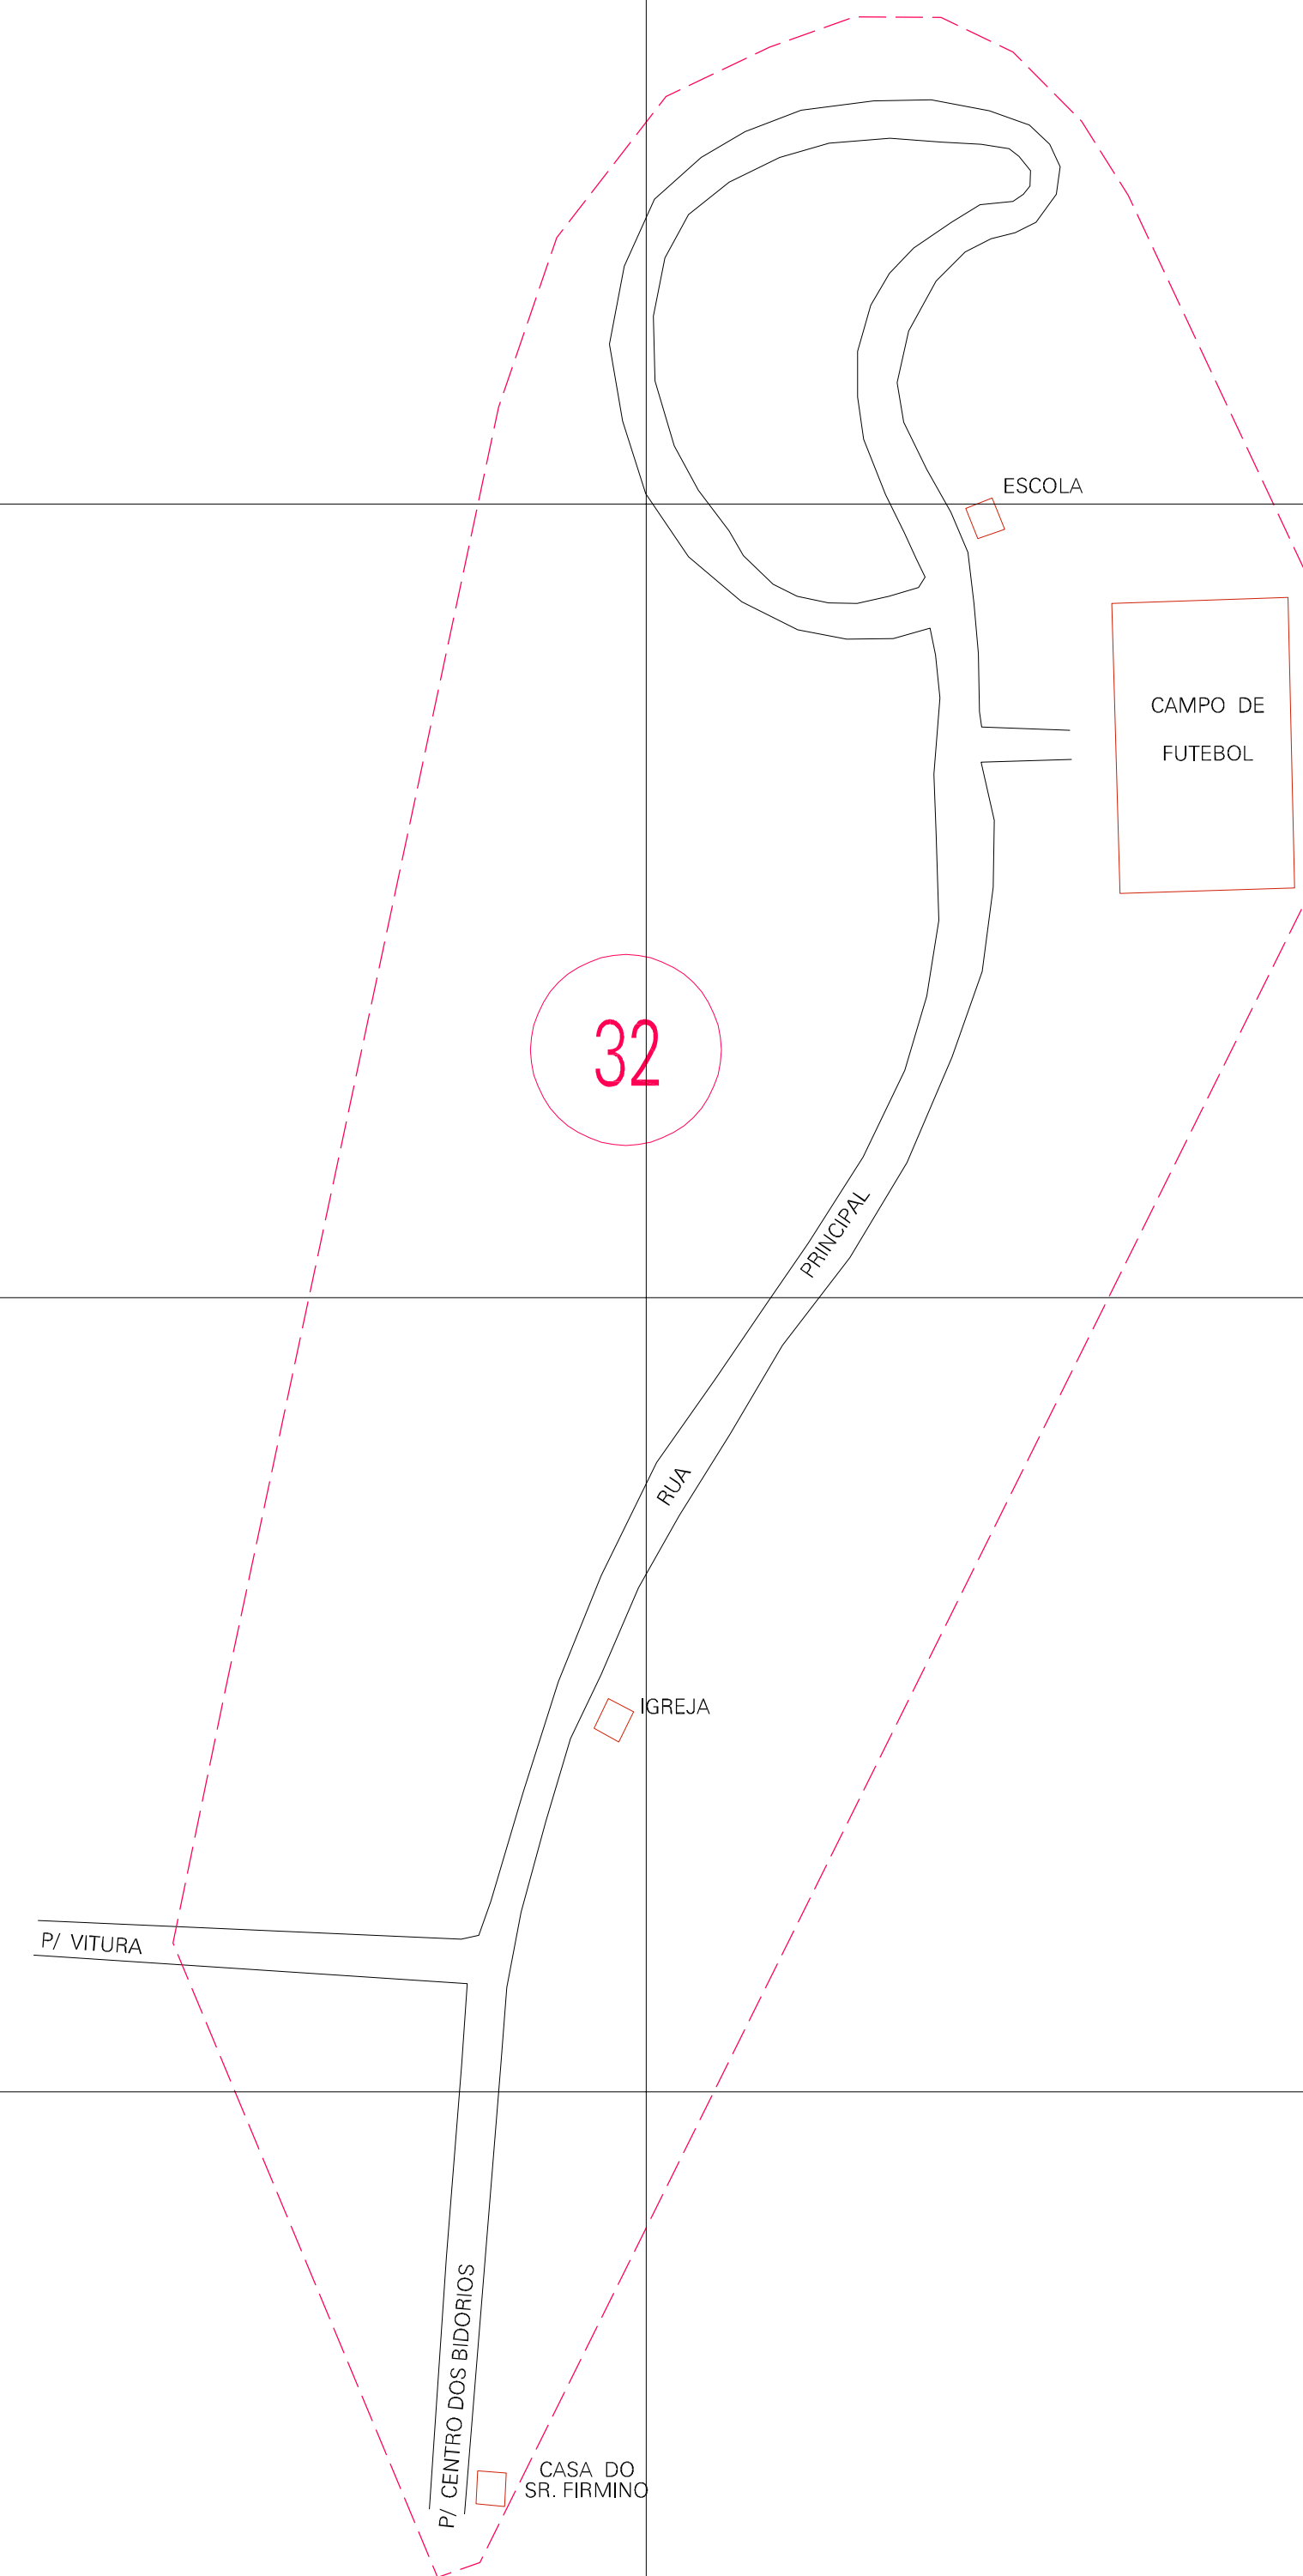 ESCOLA
CAMPO DE
FUTEBOL
32
RUA PRINCIPAL
IGREJA
P/ VITURA
P/ CENTRO DOS BIDORIOS
CASA DO
SR. FIRMINO